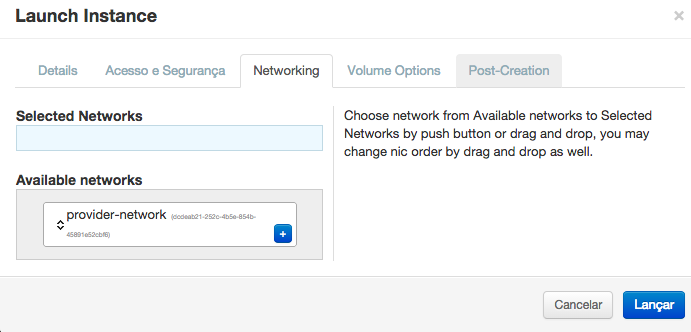 Launch Instance ×
Details Acesso e Segurança Networking Volume Options Post-Creation
Selected Networks
Choose network from Available networks to Selected
Networks by push button or drag and drop, you may
change nic order by drag and drop as well.
Available networks
provider-network (dcdeab21-252c-4b5e-854b-
45891e52cbf6)
+
Cancelar Lançar